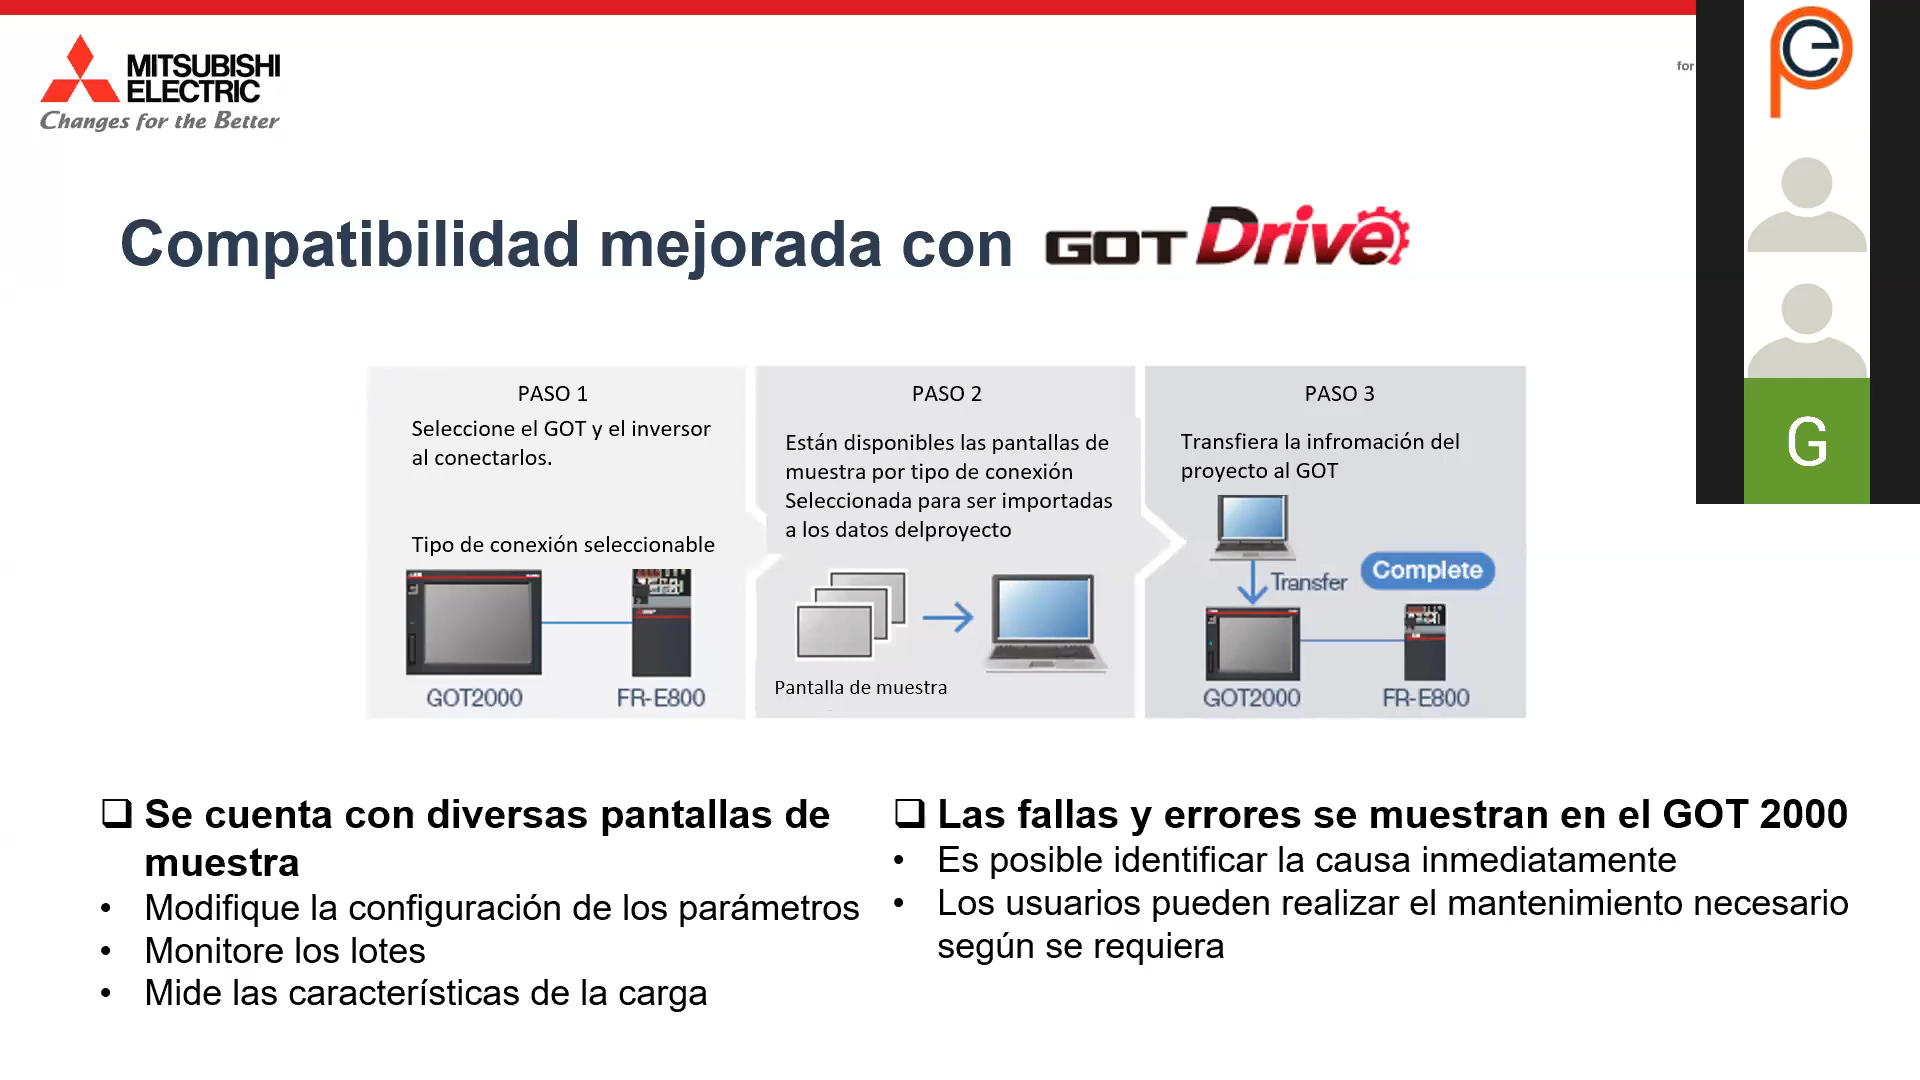 MITSUBISHI
ELECTRIC
Changes for the Better
for
Compatibilidad mejorada con GOT Drive
PASO 1
Seleccione el GOT y el inversor
al conectarlos.
Tipo de conexión seleccionable
GOT2000
FR-E800
PASO 2
Están disponibles las pantallas de
muestra por tipo de conexión
Seleccionada para ser importadas
a los datos delproyecto
Pantalla de muestra
PASO 3
Transfiera la infromación del
proyecto al GOT
Transfer
Complete
GOT2000
FR-E800
Se cuenta con diversas pantallas de
muestra
• Modifique la configuración de los parámetros
• Monitore los lotes
• Mide las características de la carga
Las fallas y errores se muestran en el GOT 2000
• Es posible identificar la causa inmediatamente
• Los usuarios pueden realizar el mantenimiento necesario
según se requiera
G